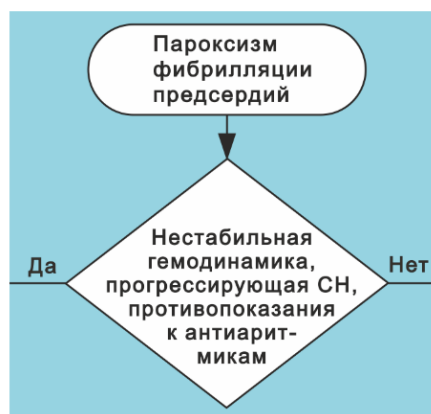 Пароксизм
фибрилляции
предсердий
Нестабильная
Да
гемодинамика,
Нет
прогрессирующая СН,
противопоказания
к антиарит-
микам